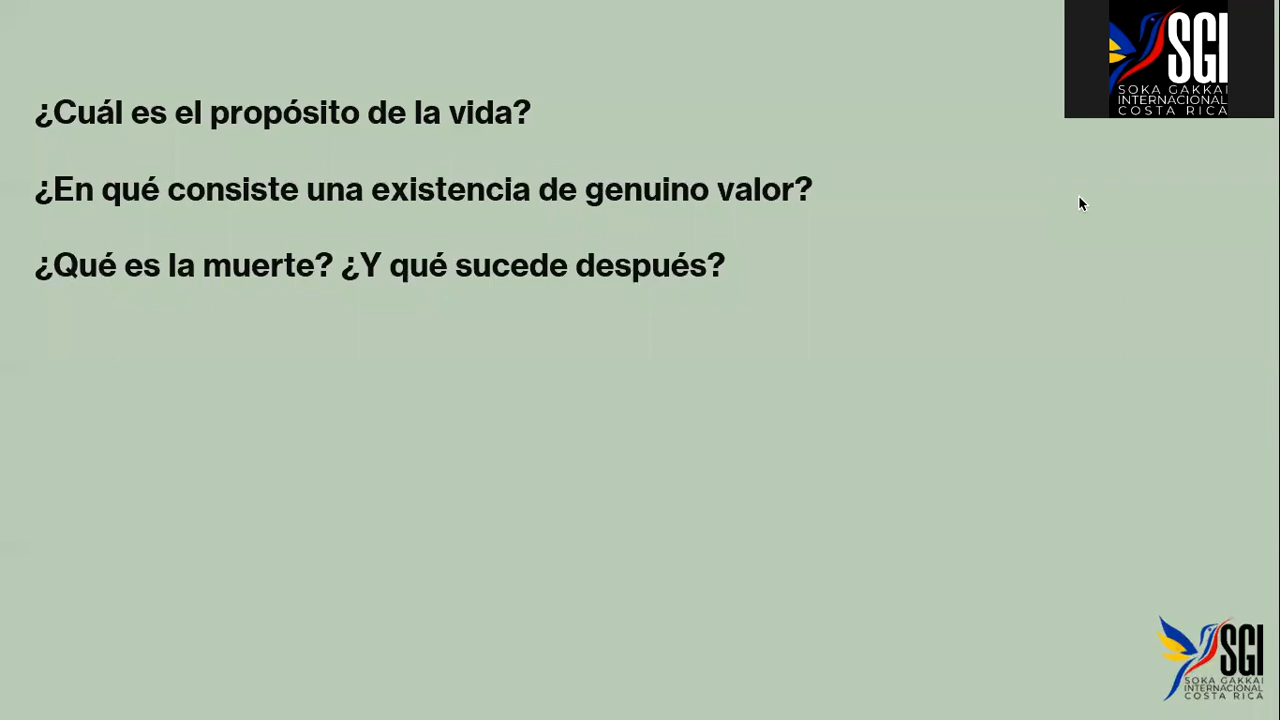 SGI
SOKA GAKKAI
INTERNACIONAL
COSTA RICA
¿Cuál es el propósito de la vida?
¿En qué consiste una existencia de genuino valor?
¿Qué es la muerte? ¿Y qué sucede después?
SGI
SOKA GAKKAI
INTERNACIONAL
COSTA RICA